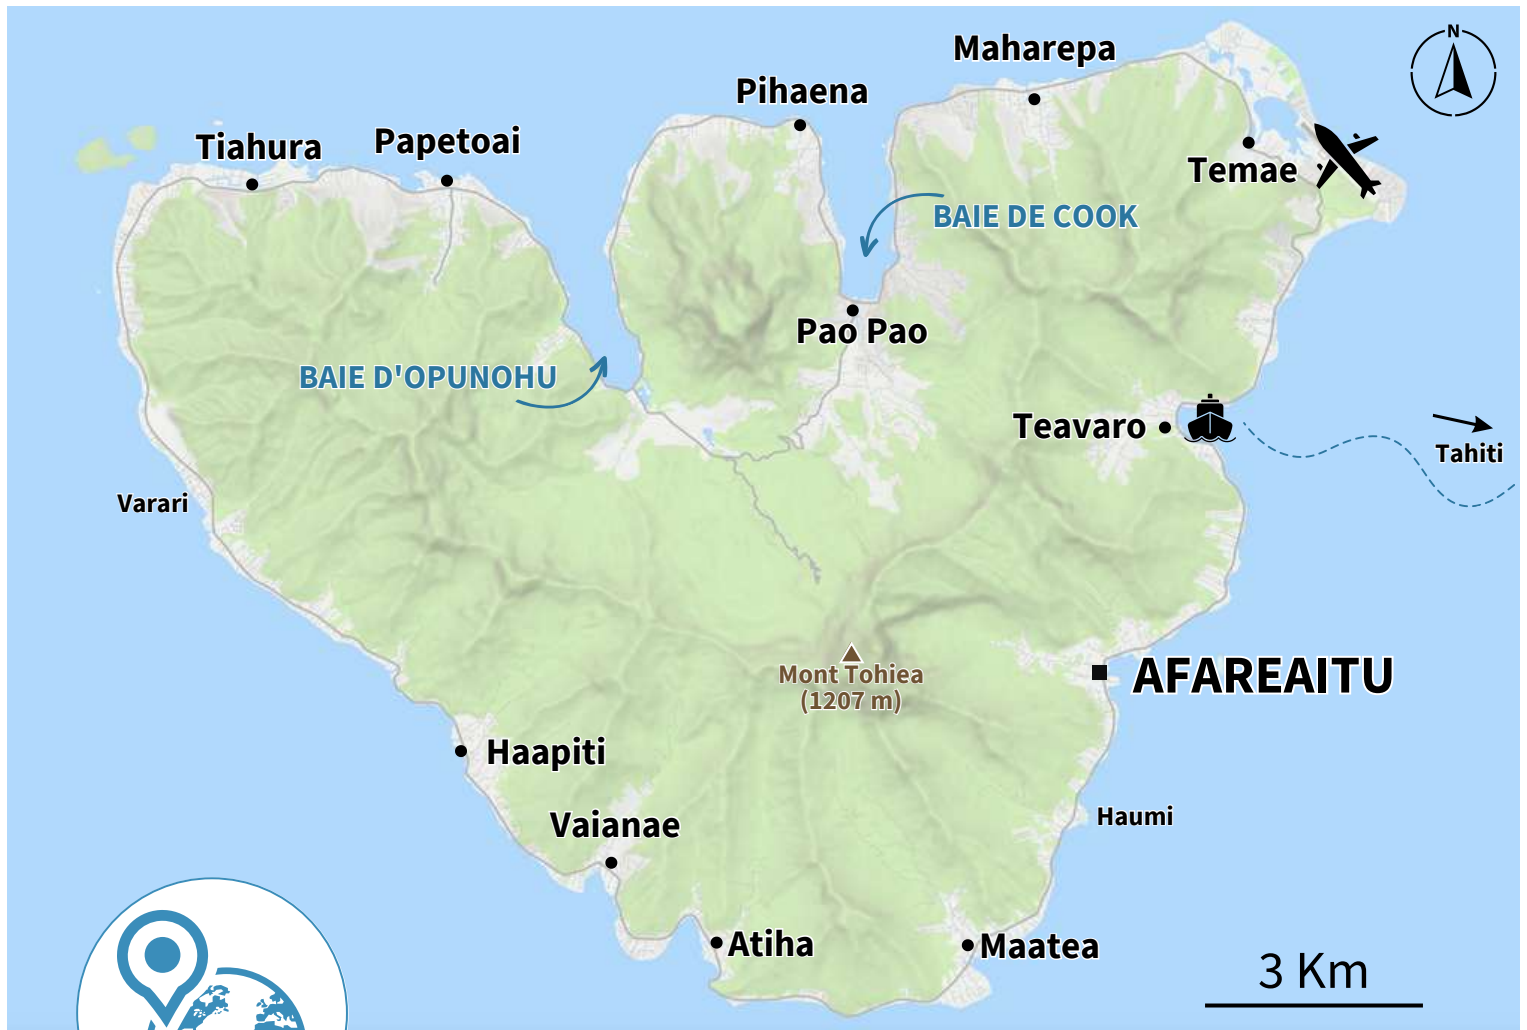 N
Maharepa
Pihaena
Tiahura
Papetoai
Temae
BAIE DE COOK
Pao Pao
BAIE D'OPUNOHU
Teavaro
Tahiti
Varari
Mont Tohiea
(1207 m)
AFAREAITU
Haapiti
Haumi
Vaianae
Atiha
Maatea
3 Km